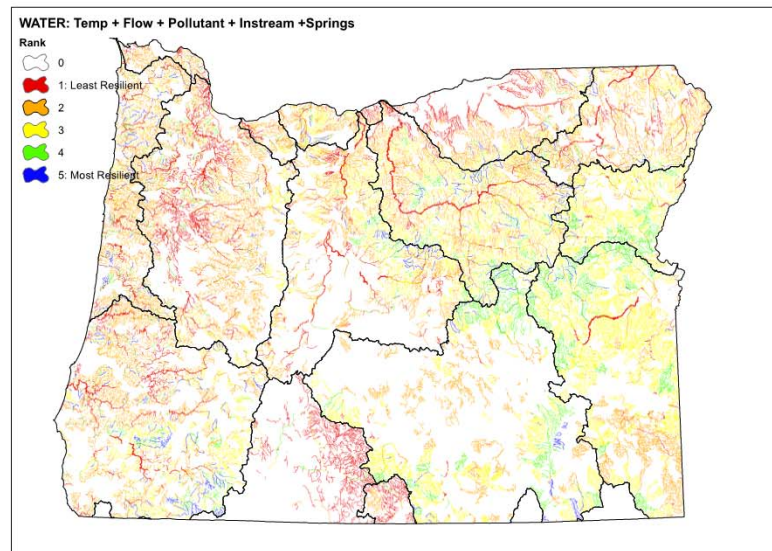 WATER: Temp + Flow + Pollutant + Instream +Springs
Rank
0
1: Least Resilient
2
3
4
5: Most Resilient